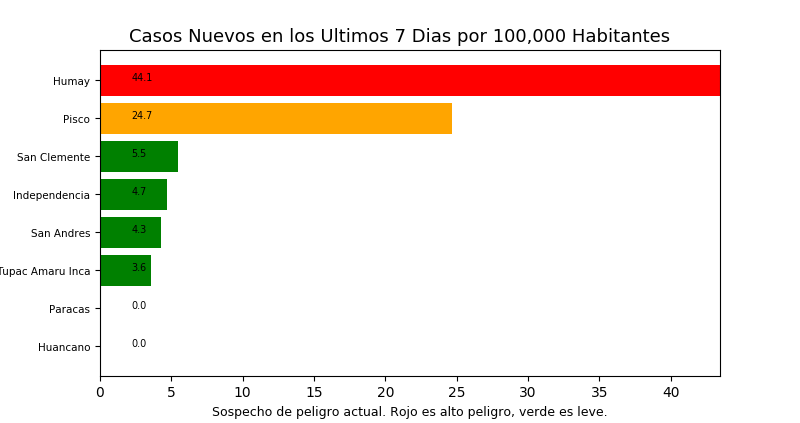 Casos Nuevos en los Ultimos 7 Dias por 100,000 Habitantes
Humay 44.1
Pisco 24.7
San Clemente 5.5
Independencia 4.7
San Andres 4.3
Tupac Amaru Inca 3.6
Paracas 0.0
Huancano 0.0
0 5 10 15 20 25 30 35 40
Sospecho de peligro actual. Rojo es alto peligro, verde es leve.